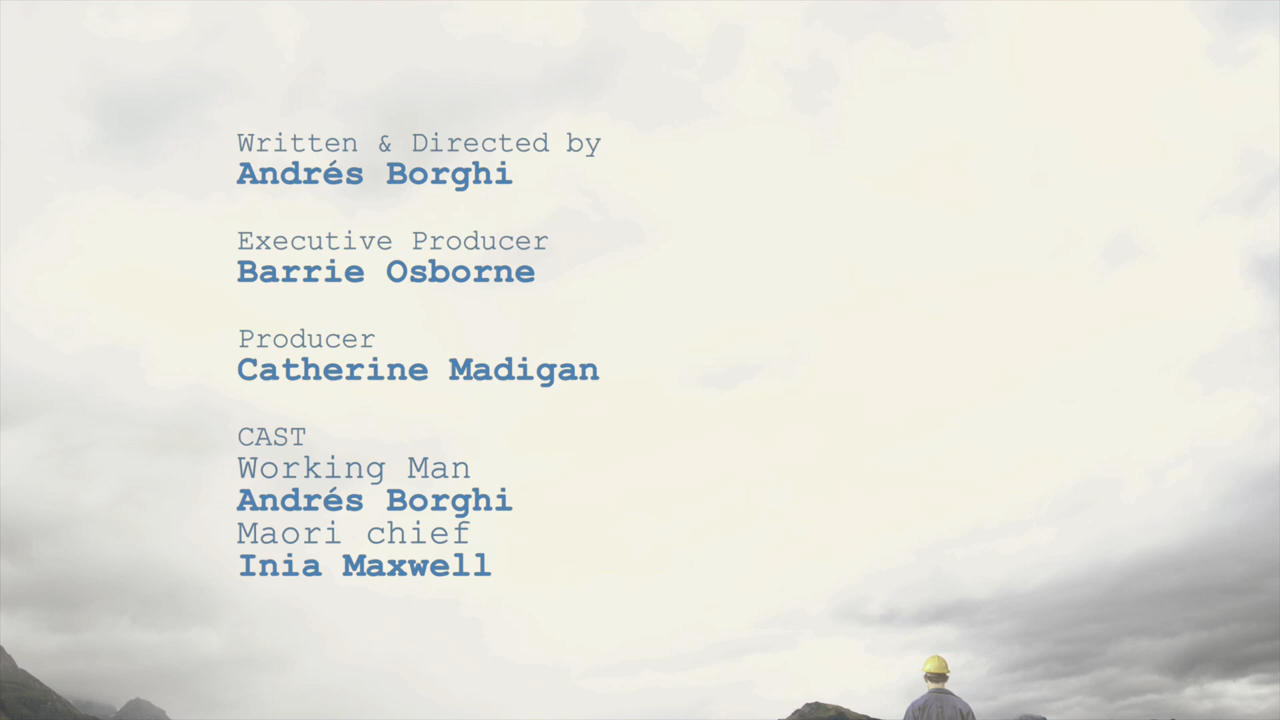 Written & Directed by
Andrés Borghi
Executive Producer
Barrie Osborne
Producer
Catherine Madigan
CAST
Working Man
Andrés Borghi
Maori chief
Inia Maxwell